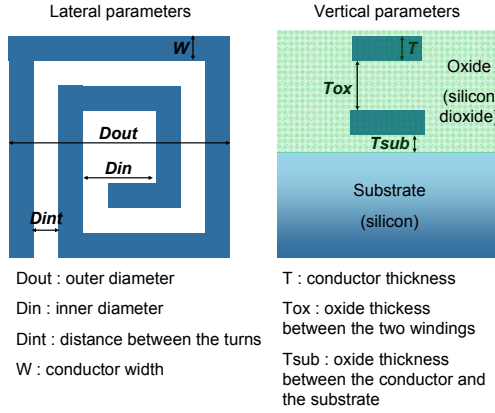 Lateral parameters
W
Dout
Din
Dint
Dout : outer diameter
Din : inner diameter
Dint : distance between the turns
W : conductor width
Vertical parameters
T
Oxide
Tox
(silicon
dioxide)
Tsub
Substrate
(silicon)
T : conductor thickness
Tox : oxide thickess
between the two windings
Tsub : oxide thickness
between the conductor and
the substrate